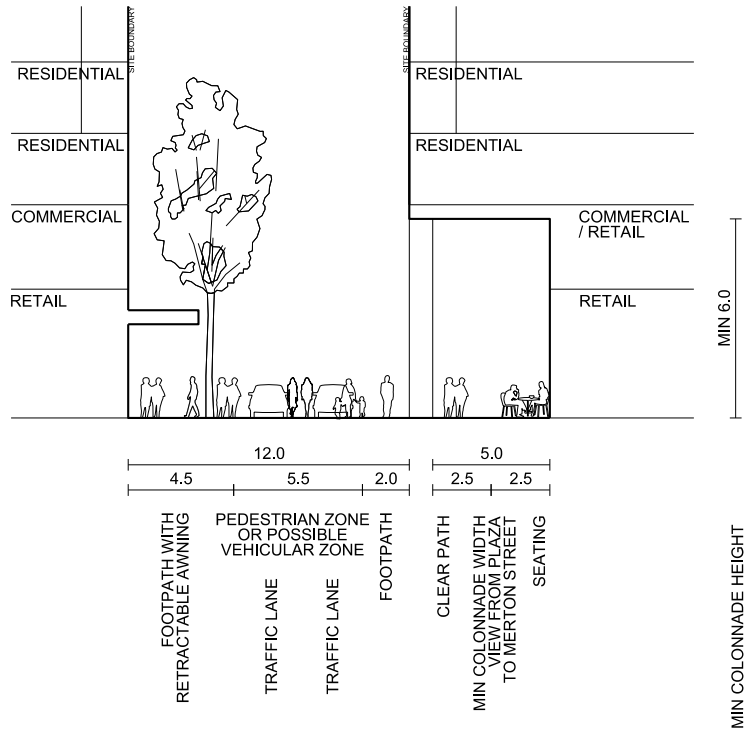 SITE BOUNDARY
SITE BOUNDARY
RESIDENTIAL
RESIDENTIAL
RESIDENTIAL
RESIDENTIAL
COMMERCIAL
COMMERCIAL
/ RETAIL
RETAIL
RETAIL
MIN 6.0
12.0
5.0
4.5
5.5
2.0
2.5
2.5
FOOTPATH WITH
RETRACTABLE AWNING
PEDESTRIAN ZONE
OR POSSIBLE
VEHICULAR ZONE
TRAFFIC LANE
TRAFFIC LANE
FOOTPATH
CLEAR PATH
MIN COLONNADE WIDTH
VIEW FROM PLAZA
TO MERTON STREET
SEATING
MIN COLONNADE HEIGHT